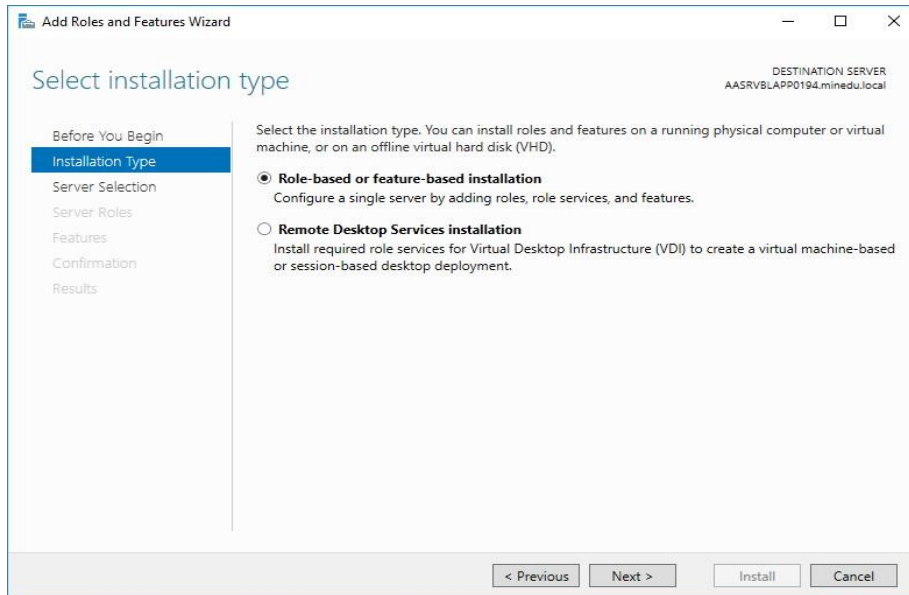 Add Roles and Features Wizard
Select installation type
DESTINATION SERVER
AASRVBLAPP0194.minedu.local
Before You Begin
Installation Type
Server Selection
Server Roles
Features
Confirmation
Results
Select the installation type. You can install roles and features on a running physical computer or virtual
machine, or on an offline virtual hard disk (VHD).
Role-based or feature-based installation
Configure a single server by adding roles, role services, and features.
Remote Desktop Services installation
Install required role services for Virtual Desktop Infrastructure (VDI) to create a virtual machine-based
or session-based desktop deployment.
< Previous
Next >
Install
Cancel